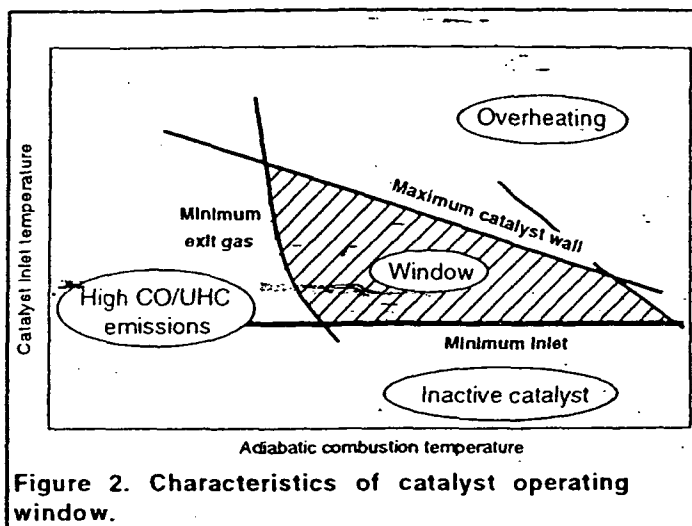 Overheating
Catalyst inlet temperature
Maximum catalyst wall
Minimum
exit gas
Window
High CO/UHC
emissions
Minimum inlet
Inactive catalyst
Adiabatic combustion temperature
Figure 2. Characteristics of catalyst operating
window.